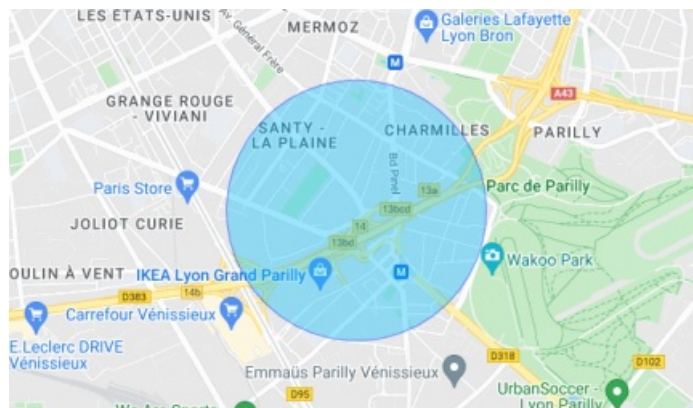 LES ÉTATS-UNIS
Av. Général Frère
MERMOZ
M
Galeries Lafayette
Lyon Bron
A43
GRANGE ROUGE
- VIVIANI
SANTY -
LA PLAINE
CHARMILLES
PARILLY
Bd Pinel
Paris Store
13a
Parc de Parilly
13bcd
JOLIOT CURIE
14
13bd
Wakoo Park
OULIN À VENT
IKEA Lyon Grand Parilly
M
D383
14b
Carrefour Vénissieux
E.Leclerc DRIVE
Vénissieux
D318
D102
Emmaüs Parilly Vénissieux
D95
UrbanSoccer -
Lyon Parilly